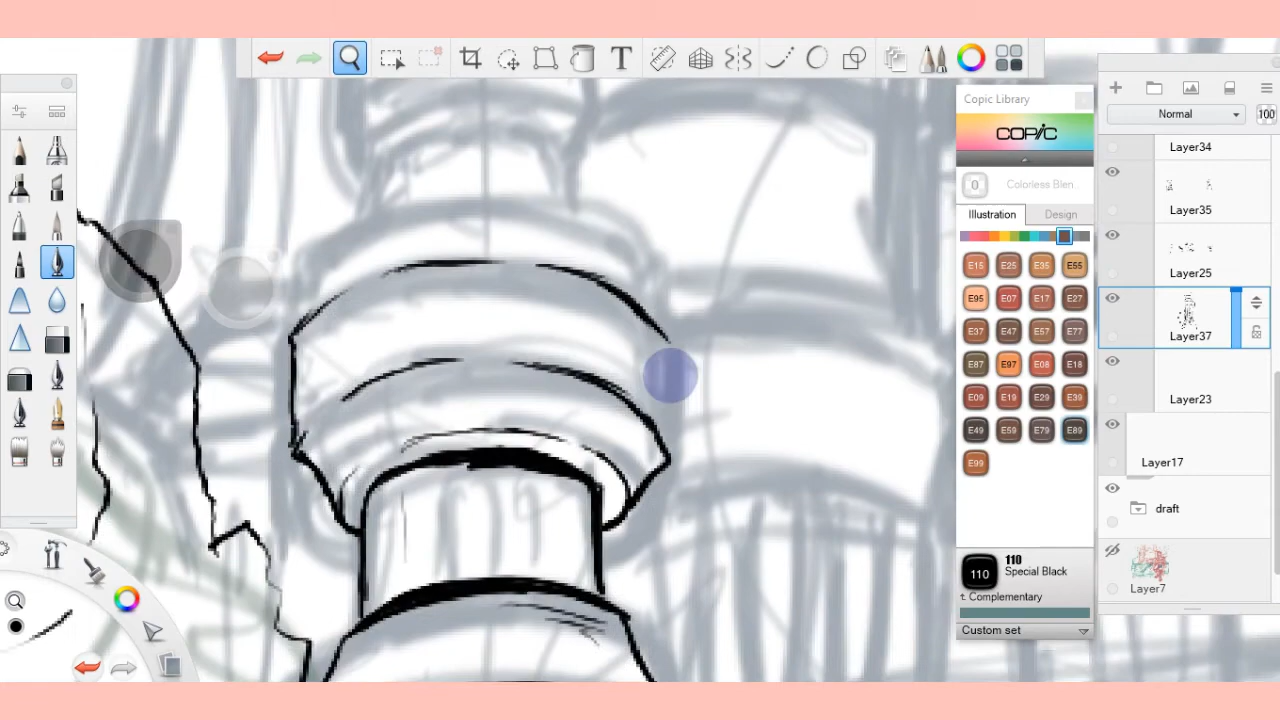 T
Copic Library
COPIC
0 Colorless Blen...
Illustration Design
E15 E25 E35 E55
E95 E07 E17 E27
E37 E47 E57 E77
E87 E97 E08 E18
E09 E19 E29 E39
E49 E59 E79 E89
E99
110 110
Special Black
t. Complementary
Custom set
Normal 100
Layer34
Layer35
Layer25
Layer37
Layer23
Layer17
draft
Layer7